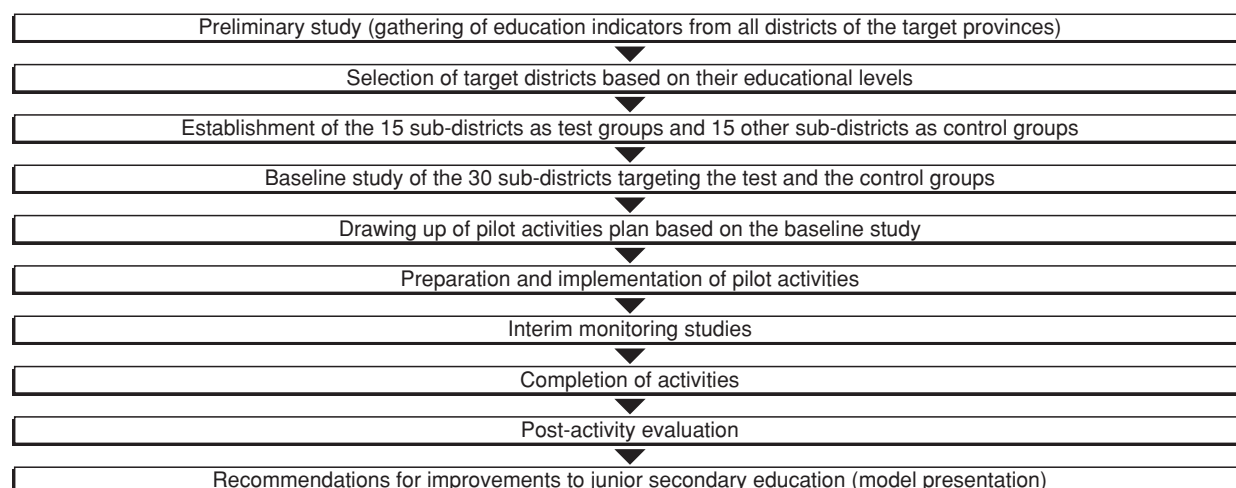 Preliminary study (gathering of education indicators from all districts of the target provinces)
Selection of target districts based on their educational levels
Establishment of the 15 sub-districts as test groups and 15 other sub-districts as control groups
Baseline study of the 30 sub-districts targeting the test and the control groups
Drawing up of pilot activities plan based on the baseline study
Preparation and implementation of pilot activities
Interim monitoring studies
Completion of activities
Post-activity evaluation
Recommendations for improvements to junior secondary education (model presentation)